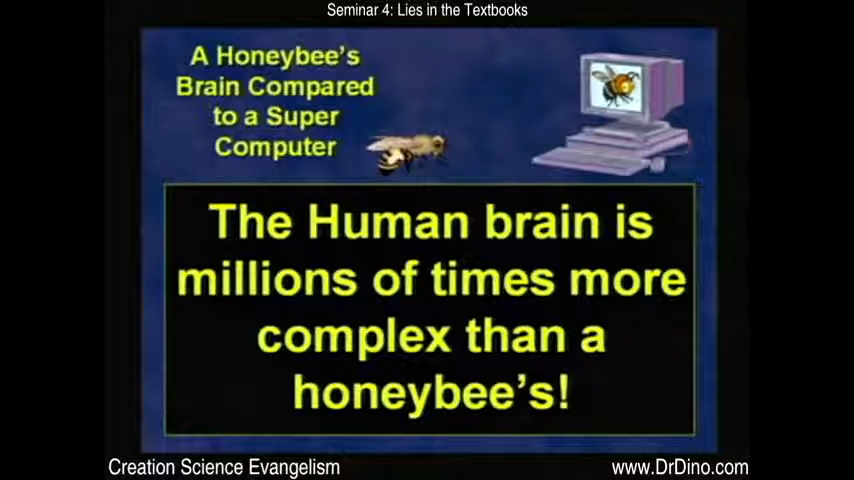 Seminar 4: Lies in the Textbooks
A Honeybee's
Brain Compared
to a Super
Computer
The Human brain is
millions of times more
complex than a
honeybee's!
Creation Science Evangelism
www.DrDino.com